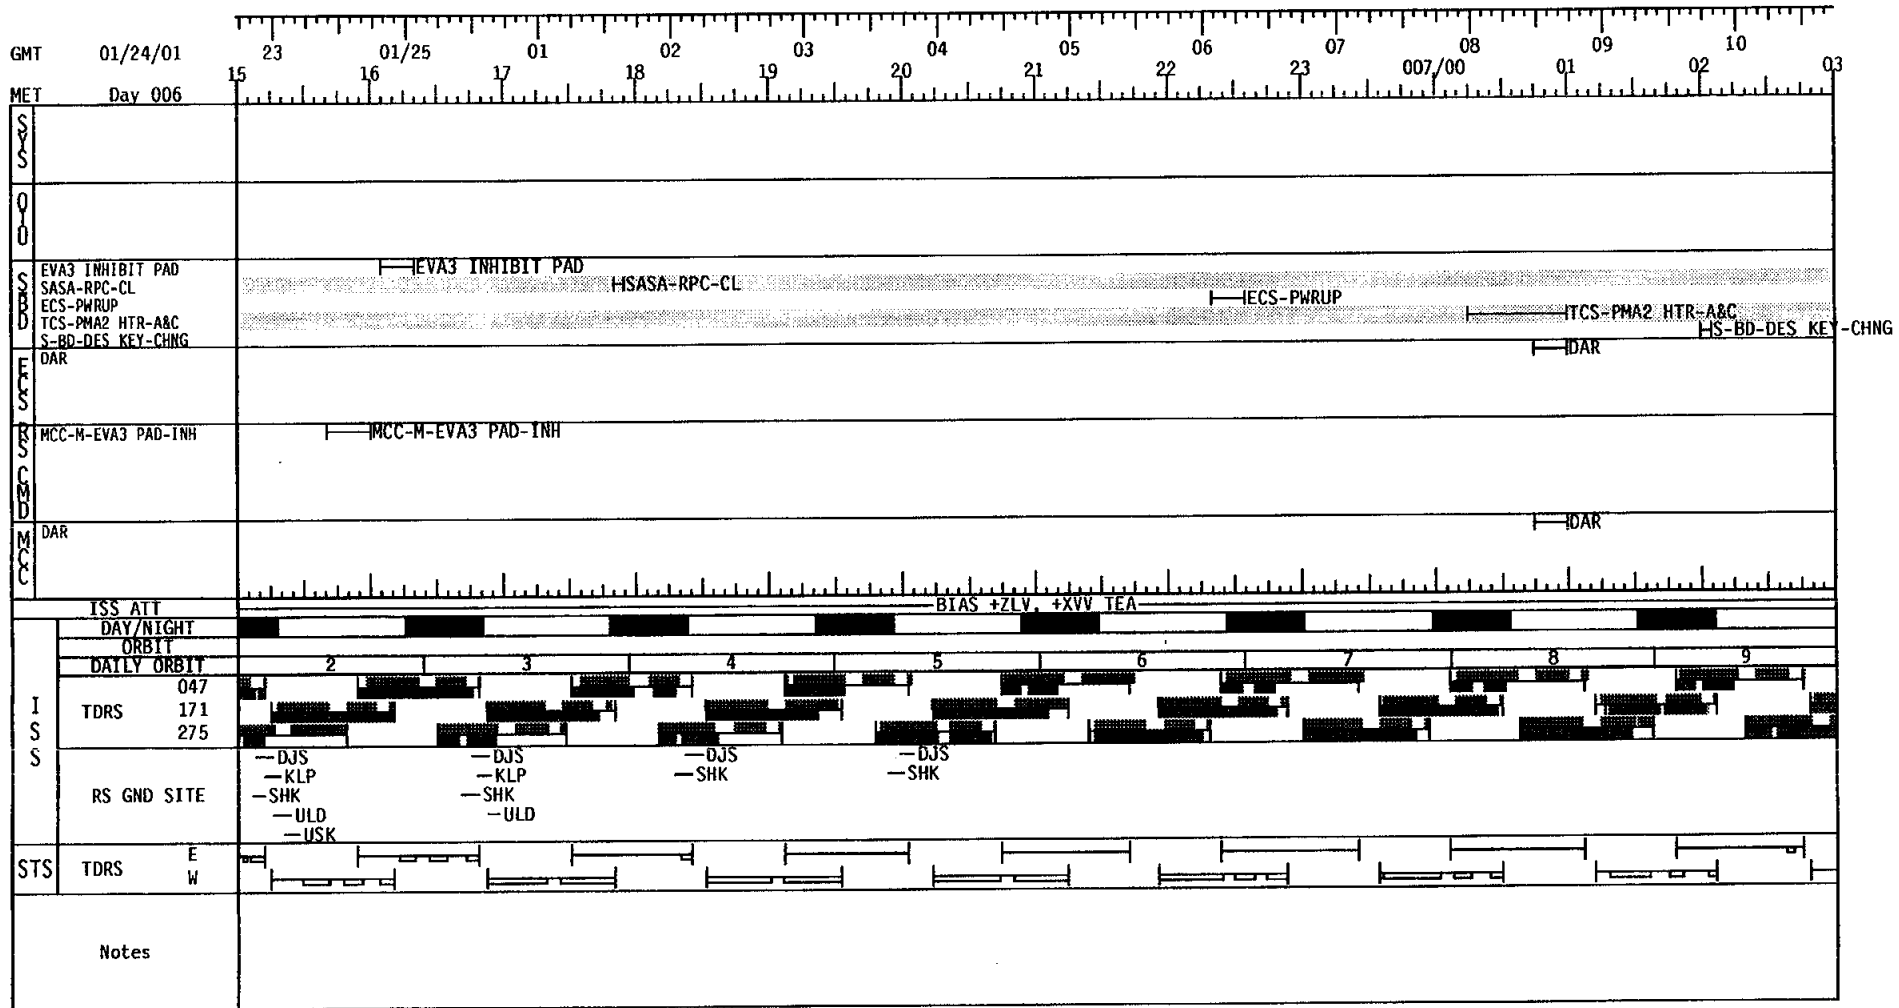 GMT 01/24/01 23 01/25 01 02 03 04 05 06 07 08 09 10
15 16 17 18 19 20 21 22 23 007/00 01 02 03
MET Day 006
SYS
S
B
D
EVA3 INHIBIT PAD
SASA-RPC-CL
ECS-PWRUP
TCS-PMA2 HTR-A&C
S-BD-DES KEY-CHNG
EVA3 INHIBIT PAD
SASA-RPC-CL
ECS-PWRUP
TCS-PMA2 HTR-A&C
S-BD-DES KEY-CHNG
ECS
DAR
DAR
RS CMD
MCC-M-EVA3 PAD-INH
MCC-M-EVA3 PAD-INH
MCC
DAR
DAR
ISS ATT
BIAS +ZLV, +XVV TEA
ISS
DAY/NIGHT
ORBIT
DAILY ORBIT 2 3 4 5 6 7 8 9
TDRS
047
171
275
RS GND SITE
DJS DJS DJS DJS
KLP KLP SHK SHK
SHK SHK
ULD ULD
USK
STS
TDRS
E
W
Notes